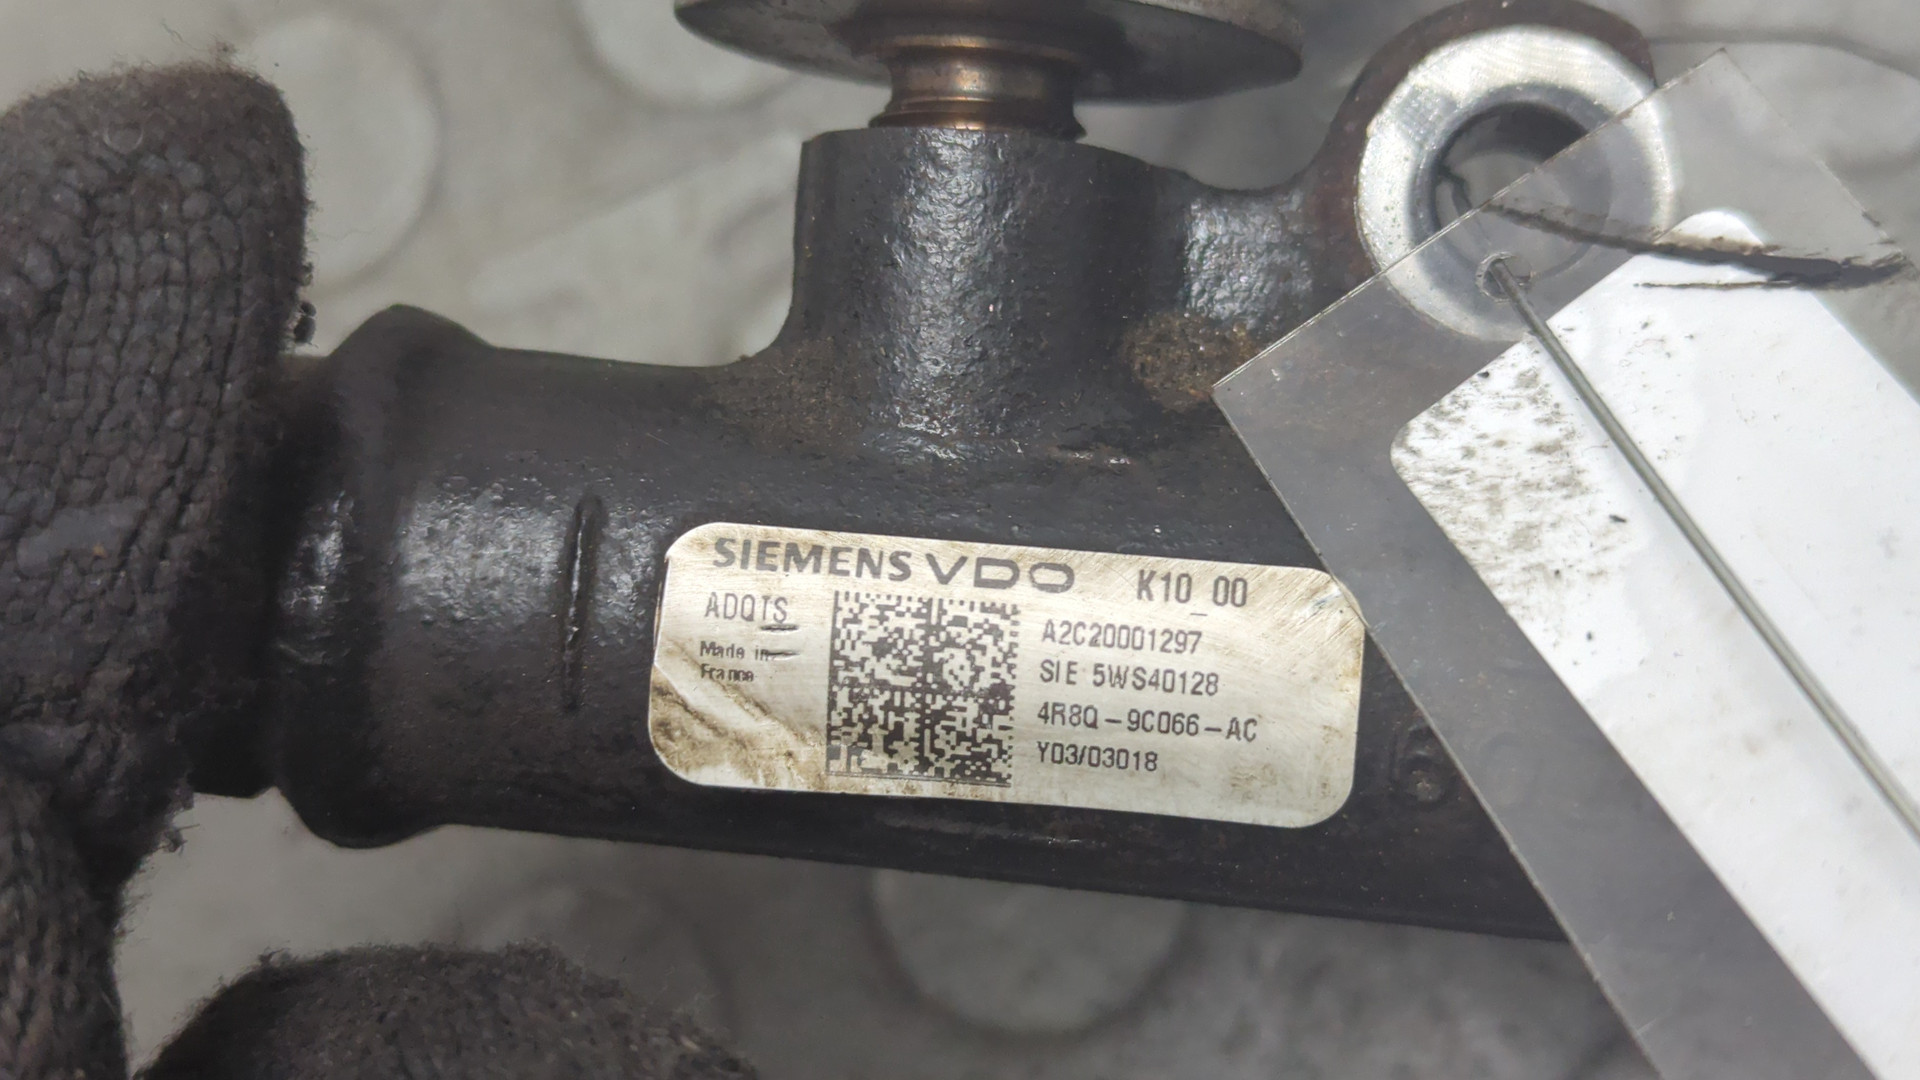 SIEMENS VDO K10_00
ADQTS
Made in
France
A2C20001297
SIE 5WS40128
4R8Q-9C066-AC
Y03/03018